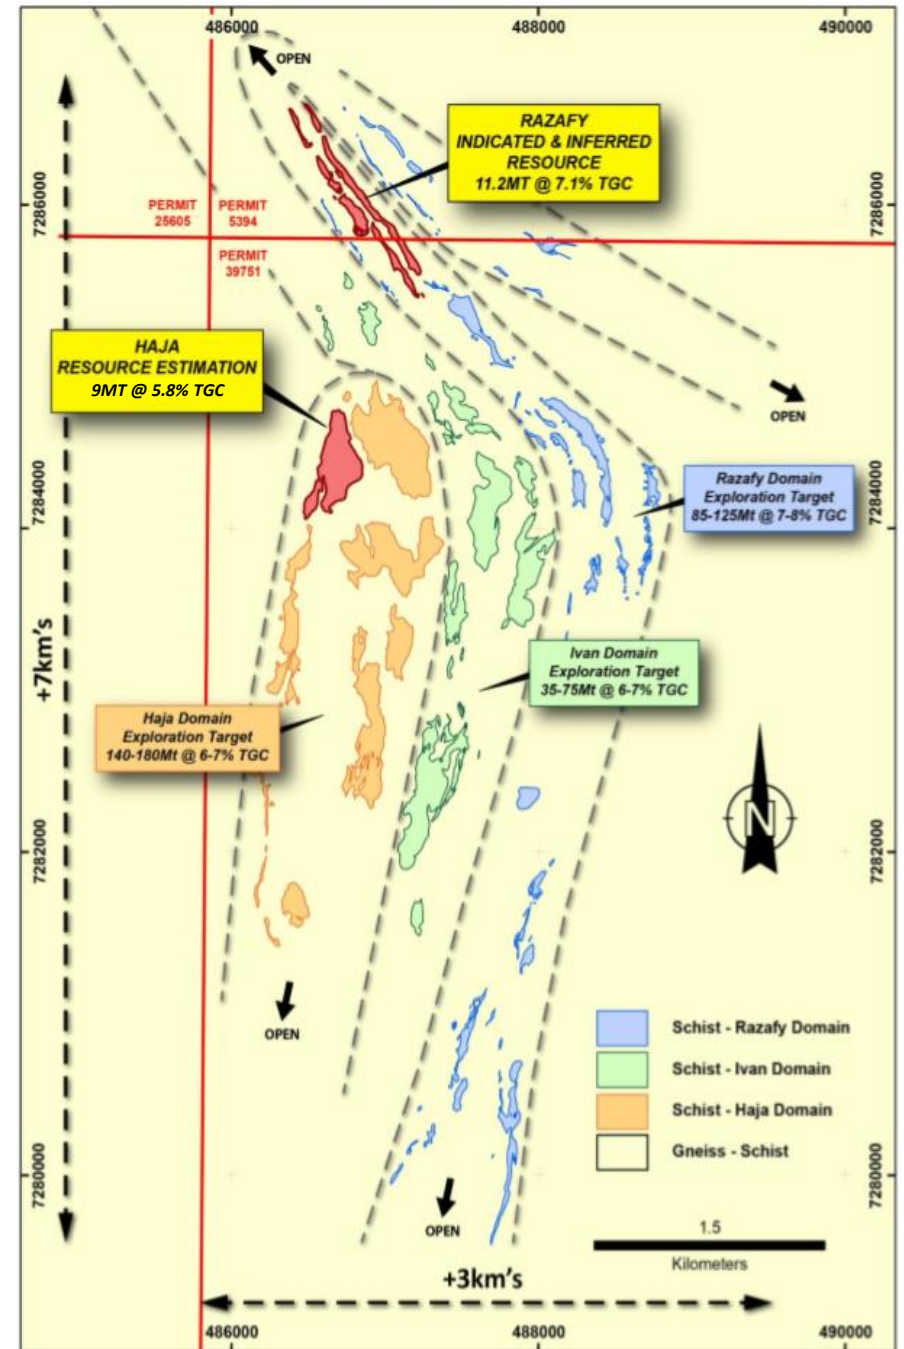 486000
488000
490000
OPEN
RAZAFY
INDICATED & INFERRED
RESOURCE
11.2MT @ 7.1% TGC
7286000
7286000
PERMIT
25605
PERMIT
5394
PERMIT
39751
HAJA
RESOURCE ESTIMATION
9MT @ 5.8% TGC
OPEN
7284000
7284000
Razafy Domain
Exploration Target
85-125Mt @ 7-8% TGC
+7km's
Ivan Domain
Exploration Target
35-75Mt @ 6-7% TGC
Haja Domain
Exploration Target
140-180Mt @ 6-7% TGC
N
7282000
7282000
OPEN
Schist - Razafy Domain
Schist - Ivan Domain
Schist - Haja Domain
Gneiss - Schist
7280000
7280000
OPEN
1.5
Kilometers
+3km's
486000
488000
490000